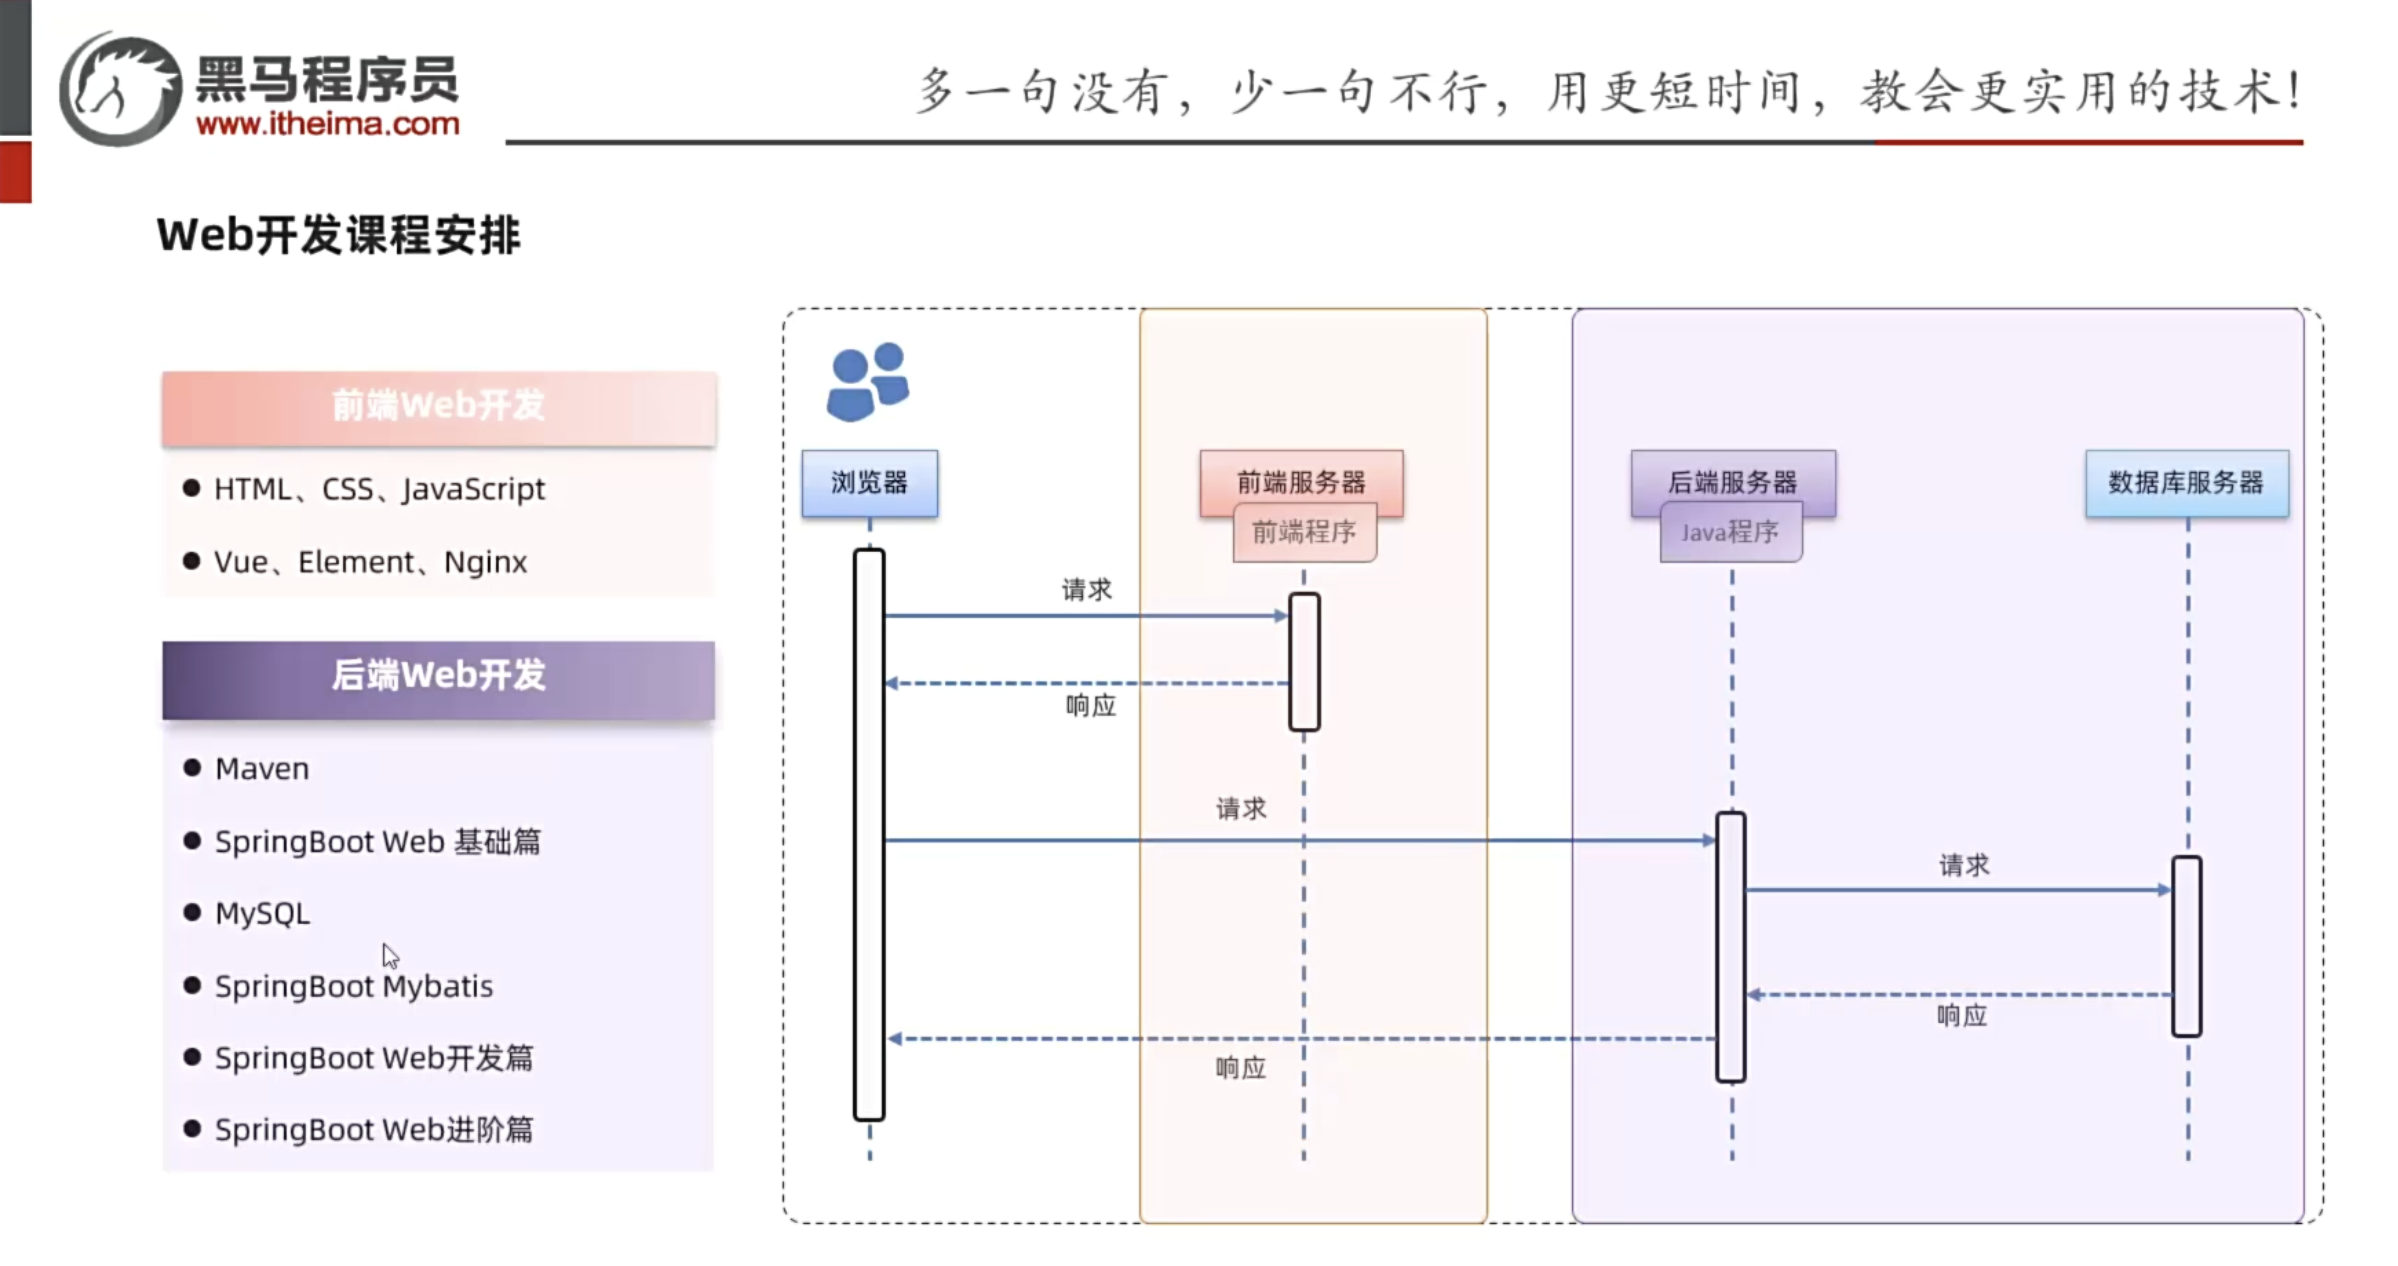 黑马程序员
www.itheima.com
多一句没有，少一句不行，用更短时间，教会更实用的技术！
Web开发课程安排
前端Web开发
HTML、CSS、JavaScript
Vue、Element、Nginx
后端Web开发
Maven
SpringBoot Web 基础篇
MySQL
SpringBoot Mybatis
SpringBoot Web开发篇
SpringBoot Web进阶篇
浏览器
前端服务器
前端程序
后端服务器
Java程序
数据库服务器
请求
响应
请求
请求
响应
响应